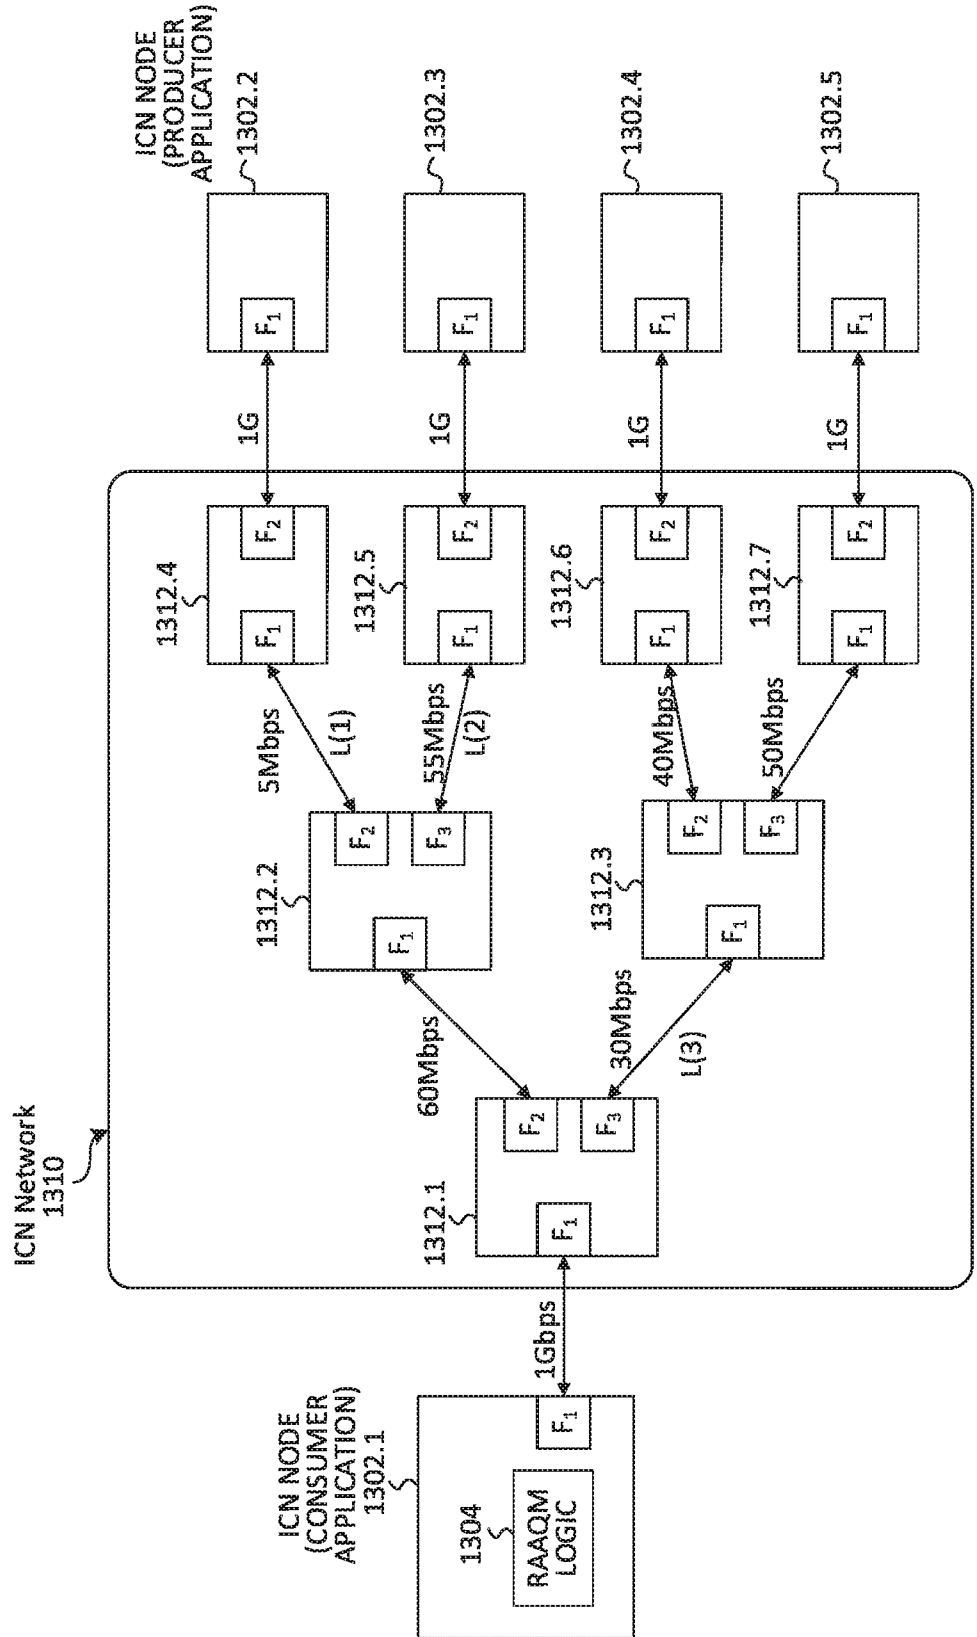 ICN Network
1310
ICN NODE
(CONSUMER
APPLICATION)
1302.1
1304
RAAQM
LOGIC
F1
1Gbps
1312.1
F1
F2
F3
60Mbps
30Mbps
L(3)
1312.2
F1
F2
F3
1312.3
F1
F2
F3
5Mbps
L(1)
55Mbps
L(2)
40Mbps
50Mbps
1312.4
F1
F2
1312.5
F1
F2
1312.6
F1
F2
1312.7
F1
F2
1G
1G
1G
1G
ICN NODE
(PRODUCER
APPLICATION)
1302.2
F1
1302.3
F1
1302.4
F1
1302.5
F1